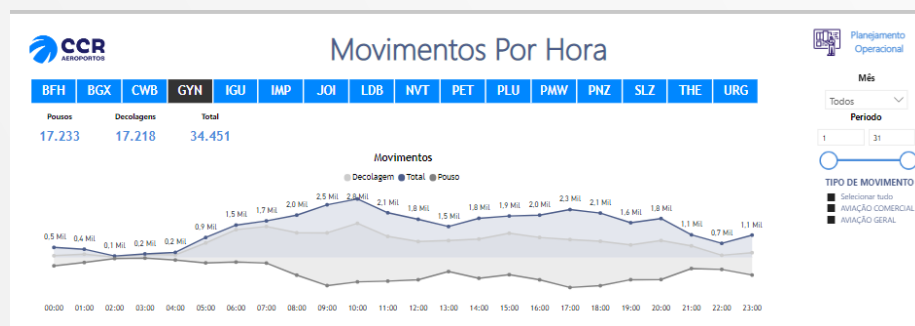 CCR
AEROPORTOS
Movimentos Por Hora
Planejamento
Operacional
BFH BGX CWB GYN IGU IMP JOI LDB NVT PET PLU PMW PNZ SLZ THE URG
Mês
Todos
Periodo
1 31
TIPO DE MOVIMENTO
Selecionar tudo
AVIAÇÃO COMERCIAL
AVIAÇÃO GERAL
Pousos Decolagens Total
17.233 17.218 34.451
Movimentos
Decolagem Total Pouso
0,5 Mil 0,4 Mil 0,1 Mil 0,2 Mil 0,2 Mil 0,9 Mil 1,5 Mil 1,7 Mil 2,0 Mil 2,5 Mil 2,8 Mil 2,1 Mil 1,8 Mil 1,5 Mil 1,8 Mil 1,9 Mil 2,0 Mil 2,3 Mil 2,1 Mil 1,6 Mil 1,8 Mil 1,1 Mil 0,7 Mil 1,1 Mil
00:00 01:00 02:00 03:00 04:00 05:00 06:00 07:00 08:00 09:00 10:00 11:00 12:00 13:00 14:00 15:00 16:00 17:00 18:00 19:00 20:00 21:00 22:00 23:00